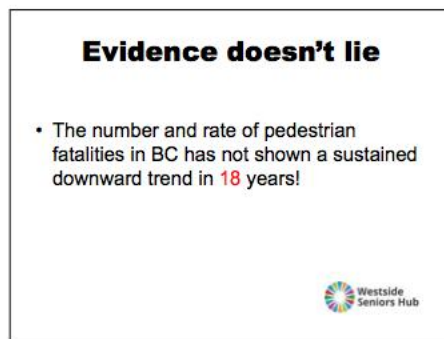 Evidence doesn't lie
• The number and rate of pedestrian
fatalities in BC has not shown a sustained
downward trend in 18 years!
Westside
Seniors Hub